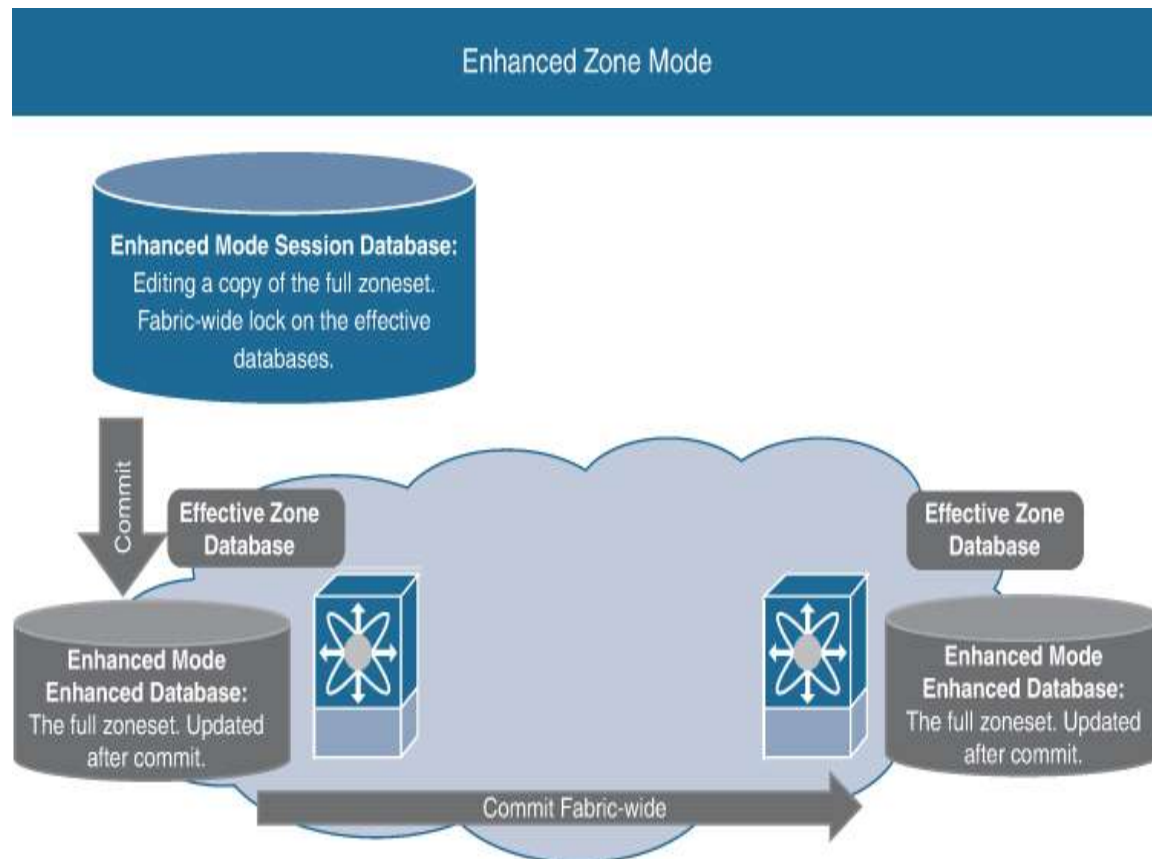 Enhanced Zone Mode
Enhanced Mode Session Database:
Editing a copy of the full zoneset.
Fabric-wide lock on the effective
databases.
Commit
Effective Zone
Database
Effective Zone
Database
Enhanced Mode
Enhanced Database:
The full zoneset. Updated
after commit.
Enhanced Mode
Enhanced Database:
The full zoneset. Updated
after commit.
Commit Fabric-wide